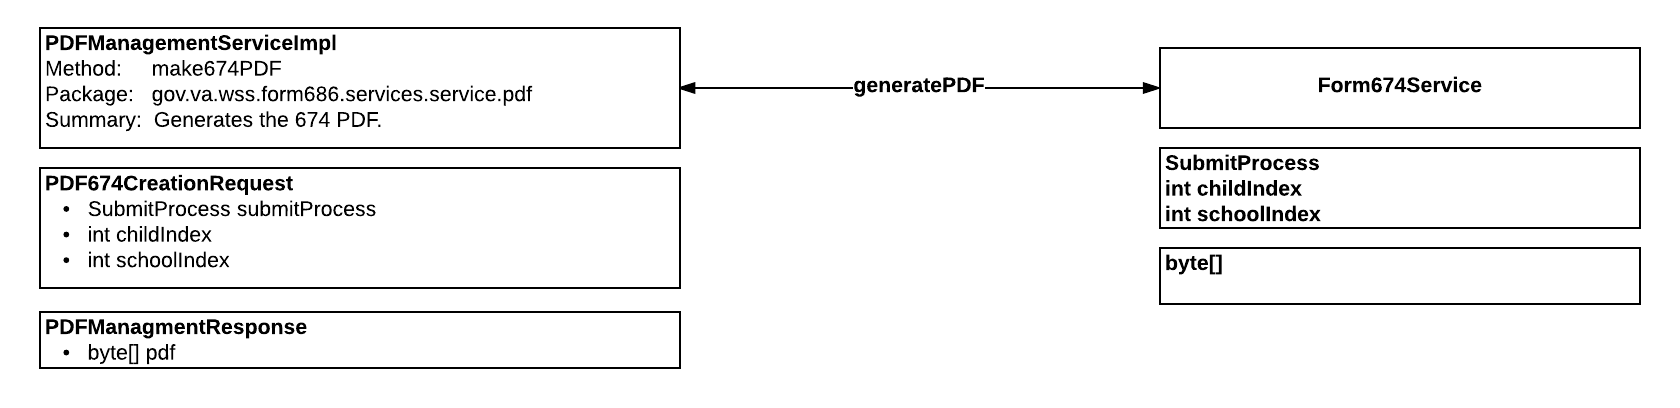 PDFManagementServiceImpl
Method: make674PDF
Package: gov.va.wss.form686.services.service.pdf
Summary: Generates the 674 PDF.
PDF674CreationRequest
• SubmitProcess submitProcess
• int childIndex
• int schoolIndex
PDFManagmentResponse
• byte[] pdf
generatePDF
Form674Service
SubmitProcess
int childIndex
int schoolIndex
byte[]